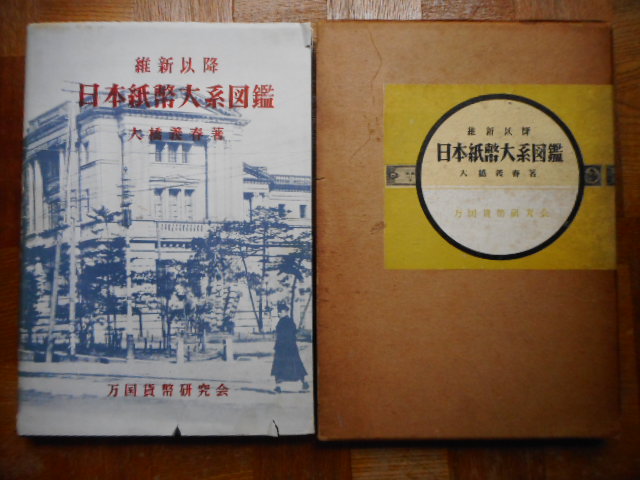 維新以降
日本紙幣大系図鑑
大橋義春著
万国貨幣研究会
維新以降
日本紙幣大系図鑑
大橋義春著
万国貨幣研究会